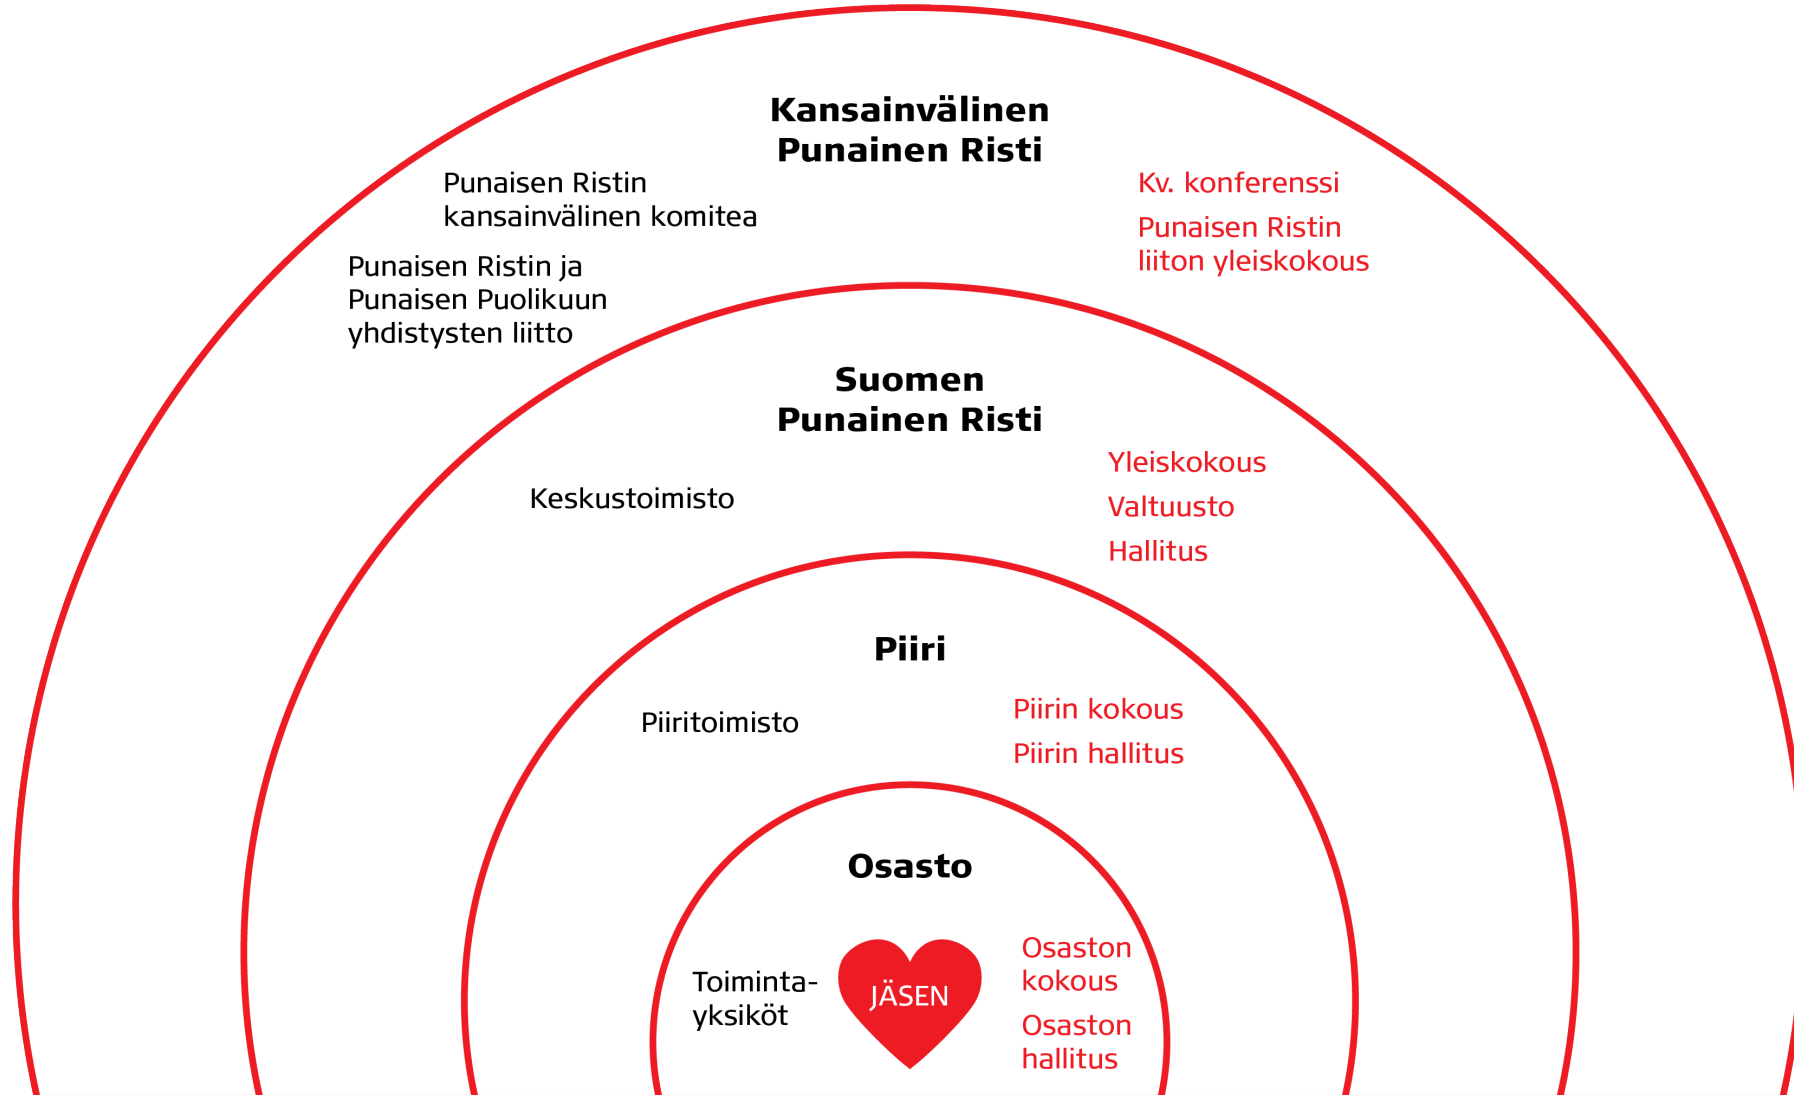 Kansainvälinen
Punainen Risti
Punaisen Ristin
kansainvälinen komitea
Punaisen Ristin ja
Punaisen Puolikuun
yhdistysten liitto
Kv. konferenssi
Punaisen Ristin
liiton yleiskokous
Suomen
Punainen Risti
Keskustoimisto
Yleiskokous
Valtuusto
Hallitus
Piiri
Piiritoimisto
Piirin kokous
Piirin hallitus
Osasto
Toiminta-
yksiköt
JÄSEN
Osaston
kokous
Osaston
hallitus